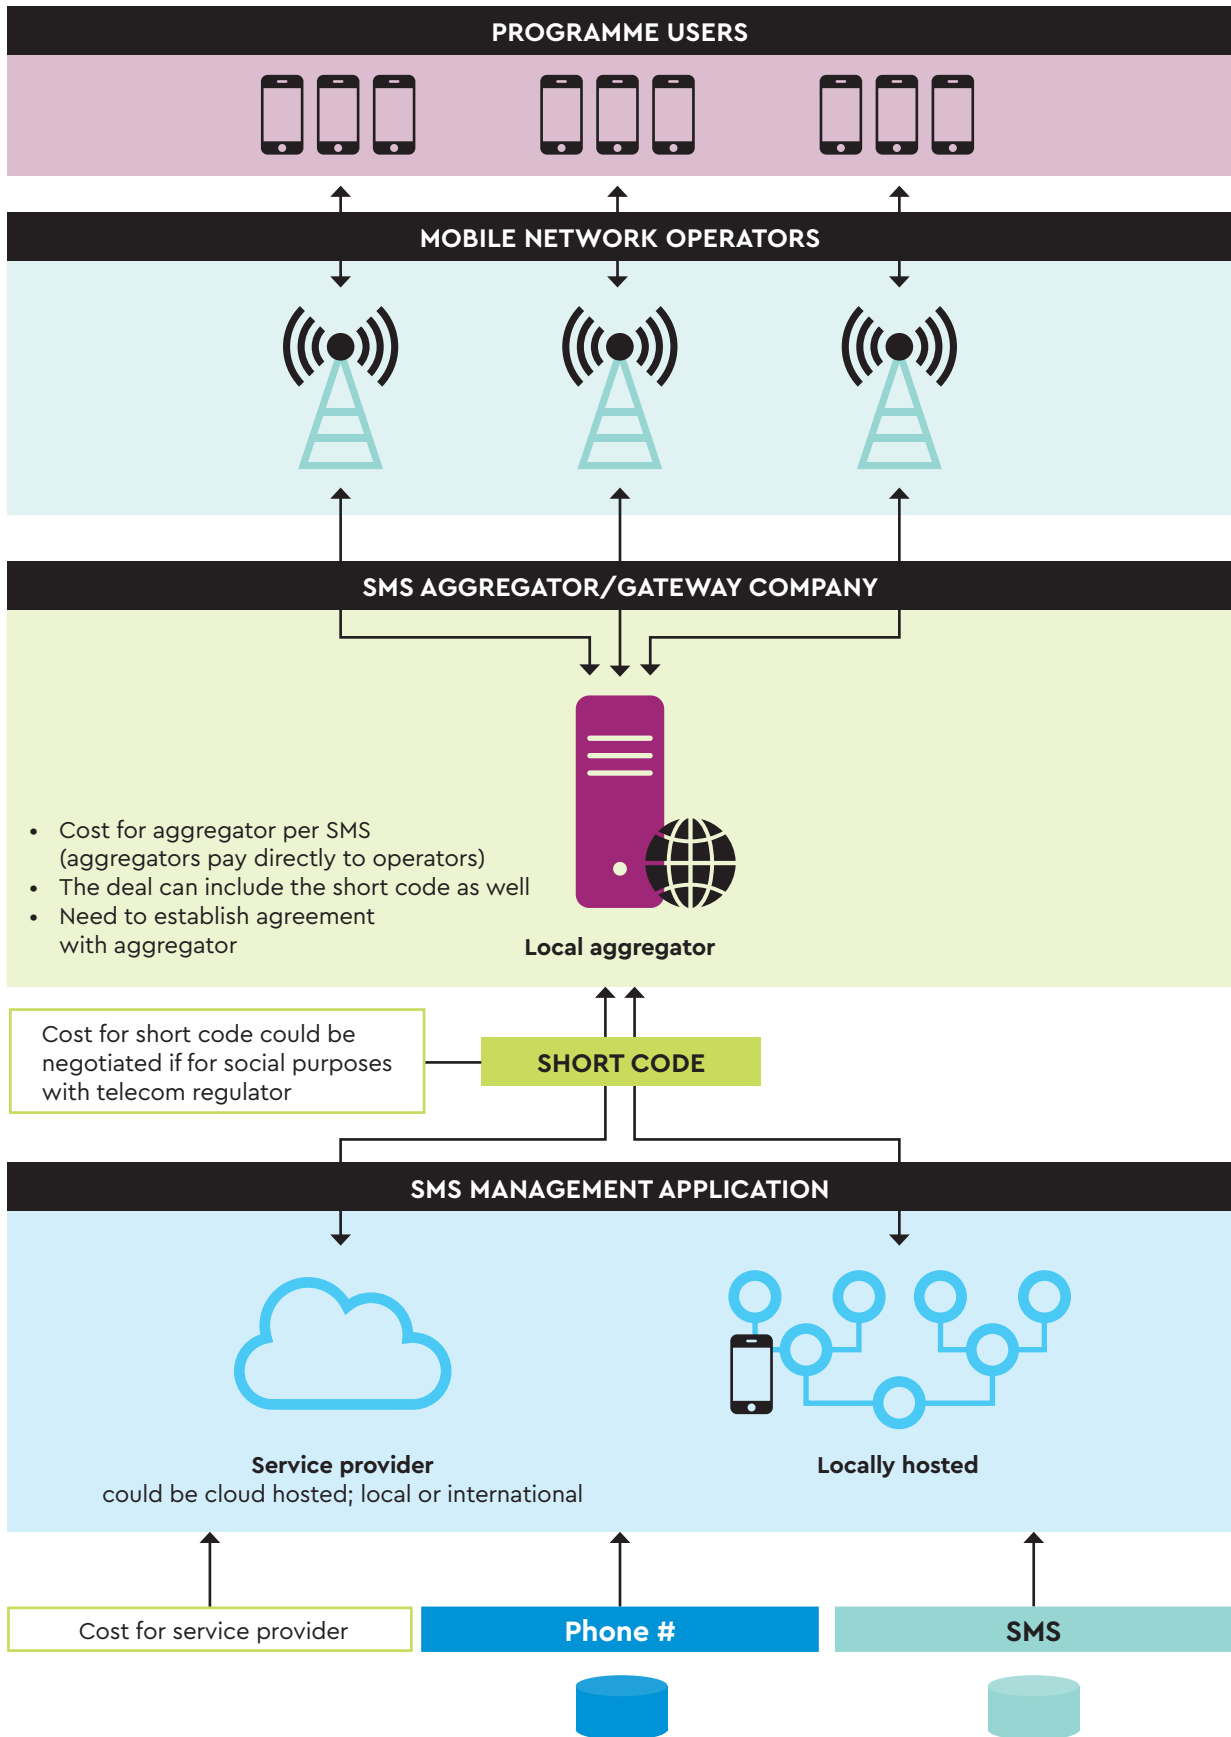 PROGRAMME USERS
MOBILE NETWORK OPERATORS
SMS AGGREGATOR/GATEWAY COMPANY
• Cost for aggregator per SMS
(aggregators pay directly to operators)
• The deal can include the short code as well
• Need to establish agreement
with aggregator
Local aggregator
Cost for short code could be
negotiated if for social purposes
with telecom regulator
SHORT CODE
SMS MANAGEMENT APPLICATION
Service provider
could be cloud hosted; local or international
Locally hosted
Cost for service provider
Phone #
SMS